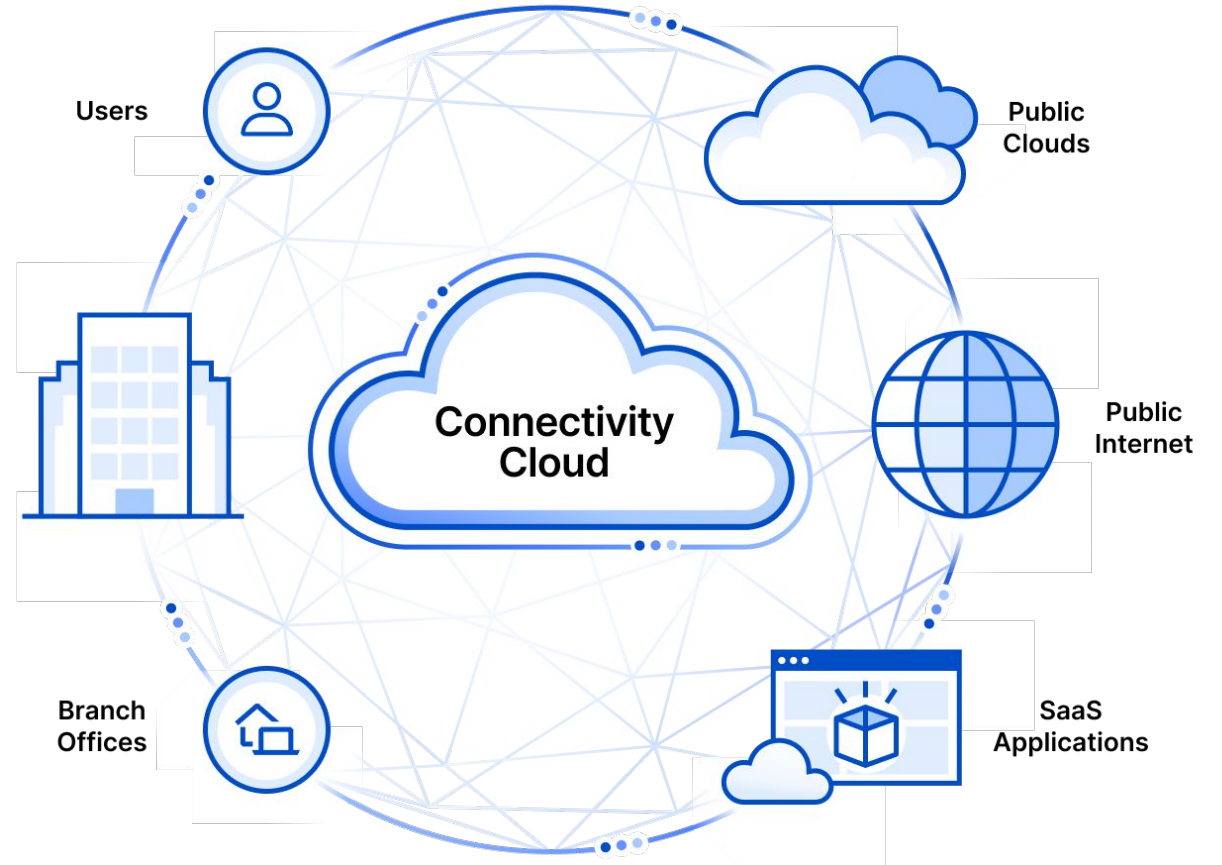 Users
Public
Clouds
Connectivity
Cloud
Public
Internet
Branch
Offices
SaaS
Applications